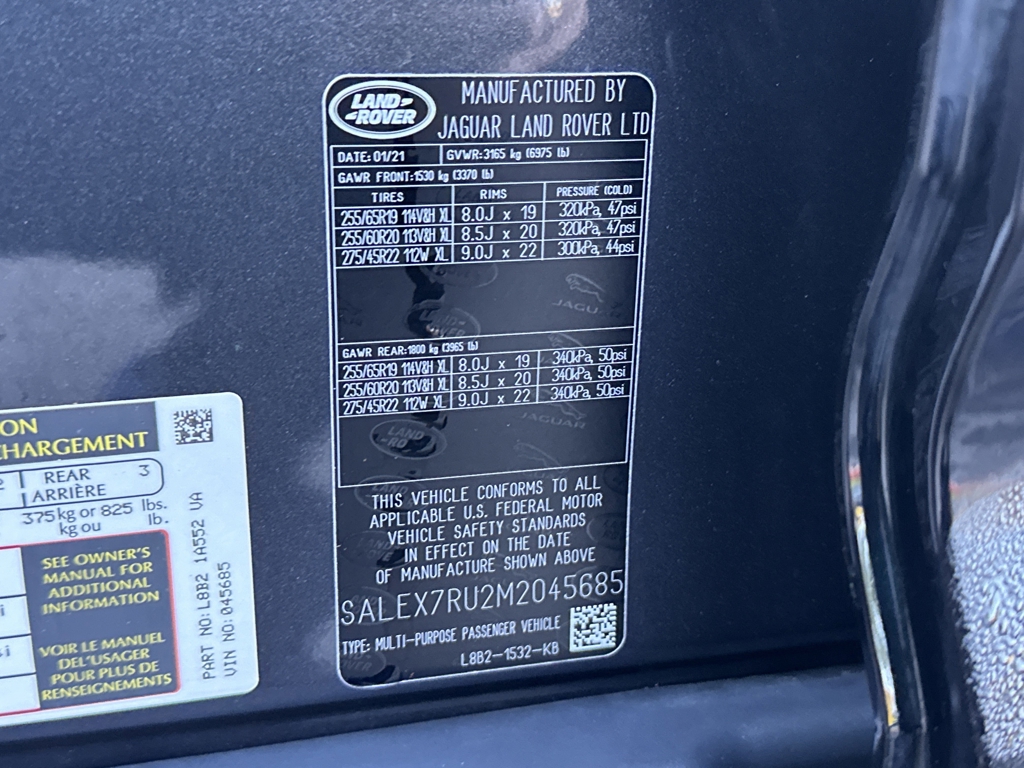 LAND-
-ROVER
MANUFACTURED BY
JAGUAR LAND ROVER LTD
DATE: 01/21 GVWR:3165 kg (6975 lb)
GAWR FRONT:1530 kg (3370 lb)
TIRES RIMS PRESSURE (COLD)
255/65R19 114V&H XL 8.0J x 19 320kPa, 47psi
255/60R20 113V&H XL 8.5J x 20 320kPa, 47psi
275/45R22 112W XL 9.0J x 22 300kPa, 44psi
JAGUAR
GAWR REAR:1800 kg (3965 lb)
255/65R19 114V&H XL 8.0J x 19 340kPa, 50psi
255/60R20 113V&H XL 8.5J x 20 340kPa, 50psi
275/45R22 112W XL 9.0J x 22 340kPa, 50psi
JAGUAR
LAND-
-ROVER
THIS VEHICLE CONFORMS TO ALL
APPLICABLE U.S. FEDERAL MOTOR
VEHICLE SAFETY STANDARDS
IN EFFECT ON THE DATE
OF MANUFACTURE SHOWN ABOVE
SALEX7RU2M2045685
TYPE: MULTI-PURPOSE PASSENGER VEHICLE
L8B2-1532-KB
ON
CHARGEMENT
2 REAR 3
ARRIÈRE
375 kg or 825 lbs.
kg ou lb.
SEE OWNER'S
MANUAL FOR
ADDITIONAL
INFORMATION
VOIR LE MANUEL
DEL'USAGER
POUR PLUS DE
RENSEIGNEMENTS
PART NO: L8B2 1A552 VA
VIN NO: 045685